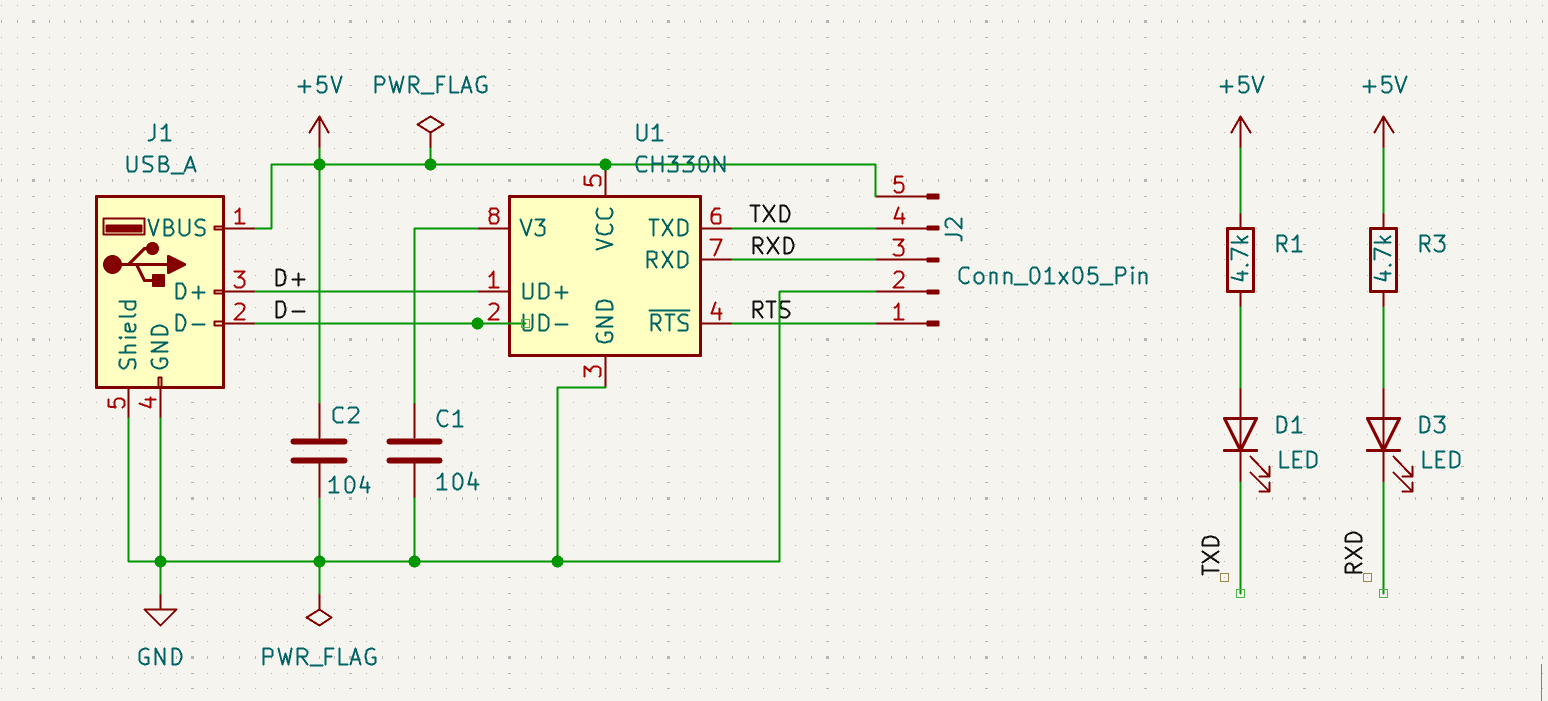 +5V
PWR_FLAG
J1
USB_A
VBUS
1
D+
3
D+
D-
2
D-
Shield
GND
5
4
C2
104
C1
104
GND
PWR_FLAG
U1
CH330N
5
VCC
8
V3
1
UD+
2
UD-
GND
3
TXD
6
TXD
RXD
7
RXD
RTS
4
RTS
5
4
3
2
1
J2
Conn_01x05_Pin
+5V
4.7k
R1
D1
LED
TXD
+5V
4.7k
R3
D3
LED
RXD